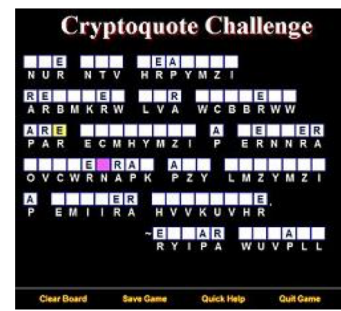 Cryptoquote Challenge
E EA
NUR NTV HRPYMZI
RE E R E
ARBMKRW LVA WCBBRWW
ARE A E ER
PAR ECMHYMZI P ERNNRA
E RA A
OVCWRNAPK PZY LMZYMZI
A ER E.
P EMIIRA HVVKUVHR
~E AR A
RYIPA WUVPLL
Clear Board Save Game Quick Help Quit Game